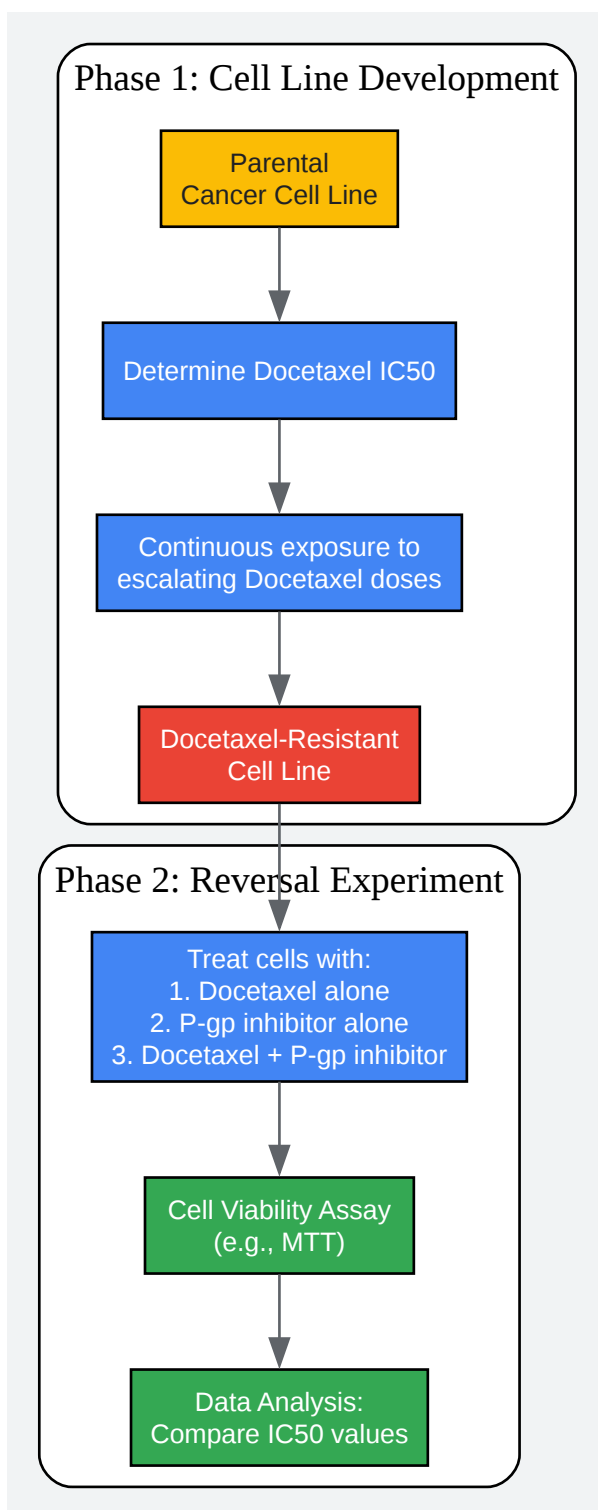 Phase 1: Cell Line Development
Parental
Cancer Cell Line
Determine Docetaxel IC50
Continuous exposure to
escalating Docetaxel doses
Docetaxel-Resistant
Cell Line
Phase 2: Reversal Experiment
Treat cells with:
1. Docetaxel alone
2. P-gp inhibitor alone
3. Docetaxel + P-gp inhibitor
Cell Viability Assay
(e.g., MTT)
Data Analysis:
Compare IC50 values